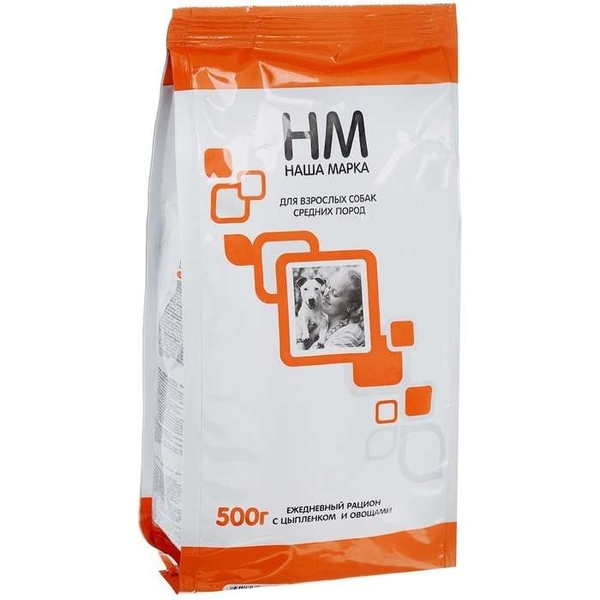 НМ
НАША МАРКА
ДЛЯ ВЗРОСЛЫХ СОБАК
СРЕДНИХ ПОРОД
500г
ЕЖЕДНЕВНЫЙ РАЦИОН
С ЦЫПЛЕНКОМ И ОВОЩАМИ